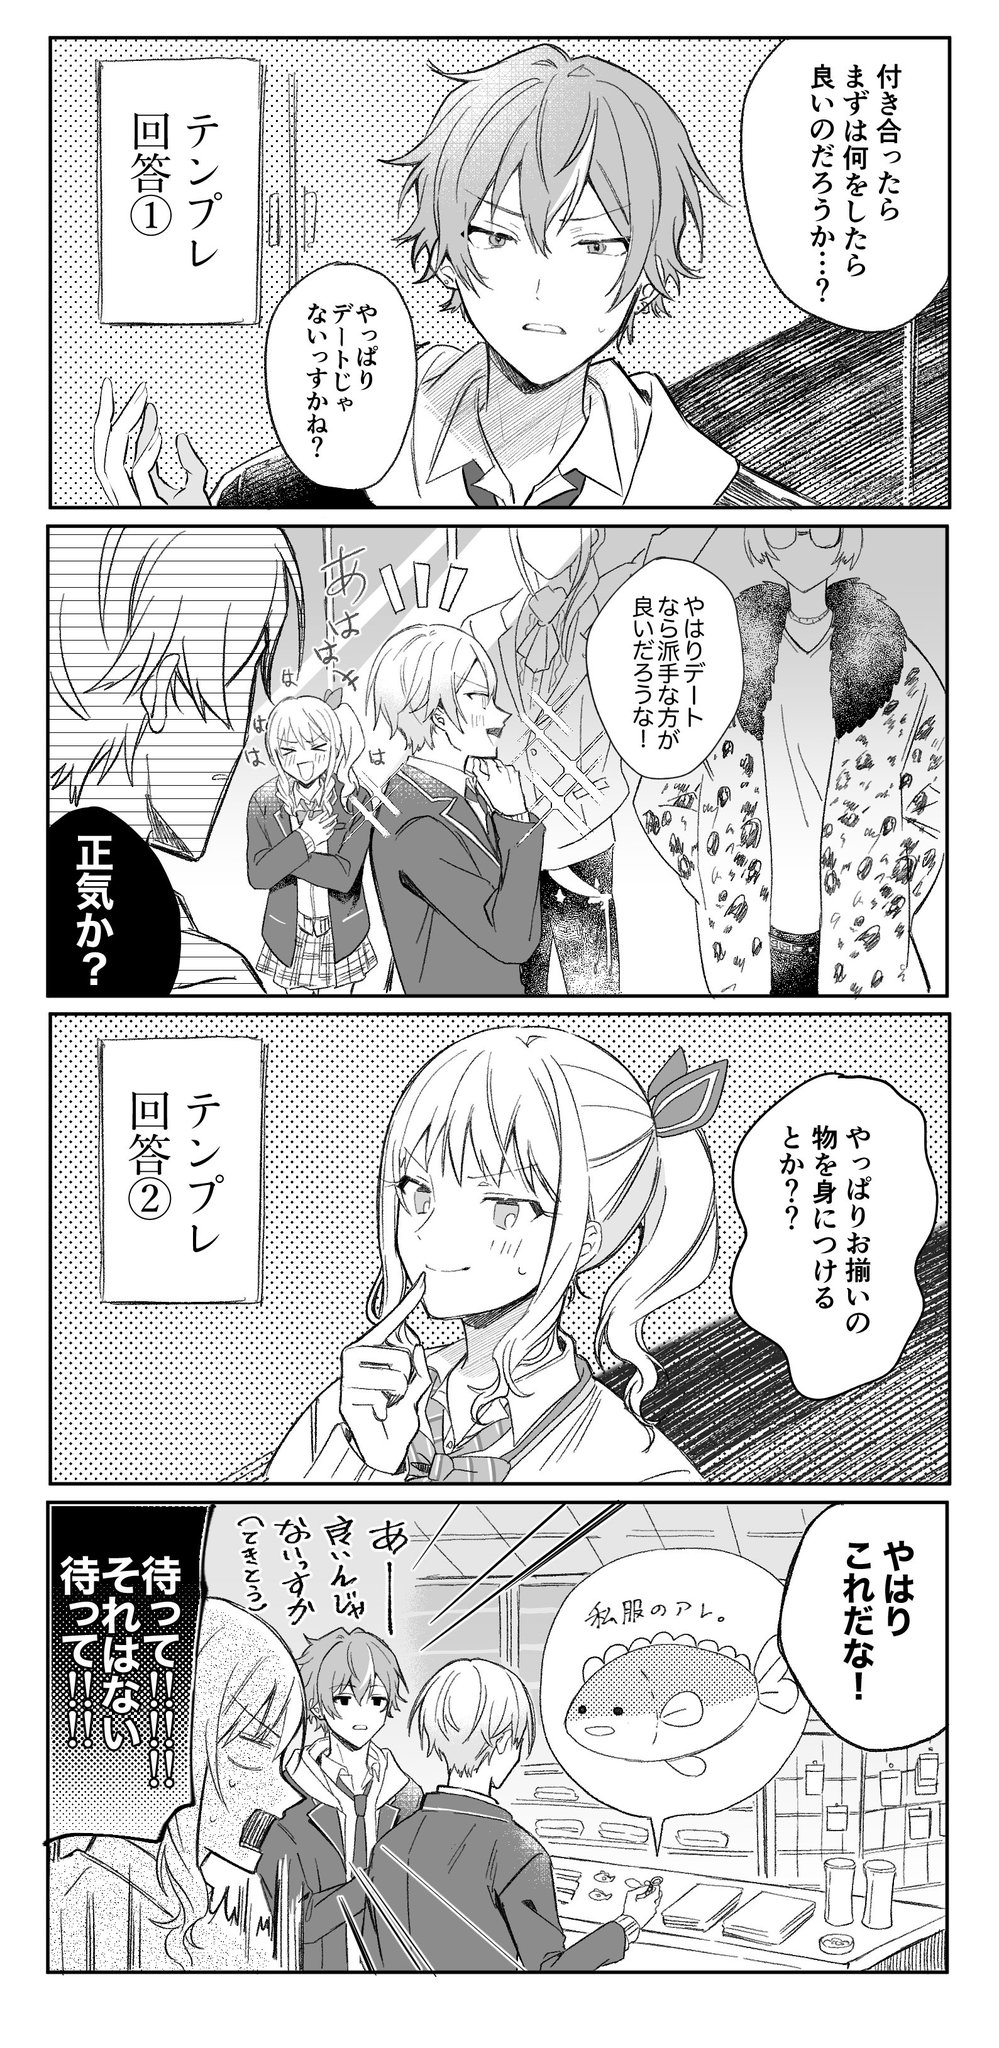 付き合ったら
まずは何をしたら
良いのだろうか…?
やっぱり
デートじゃ
ないっすかね?
テンプレ
回答①
やはりデート
なら派手な方が
良いだろうな!
あはは
はははは
正気か?
やっぱりお揃いの
物を身につける
とか??
テンプレ
回答②
やはり
これだな!
私服のアレ。
あー
良いんじゃ
ないっすか
(てきとう)
待って!!!!
それはない
待って!!!!